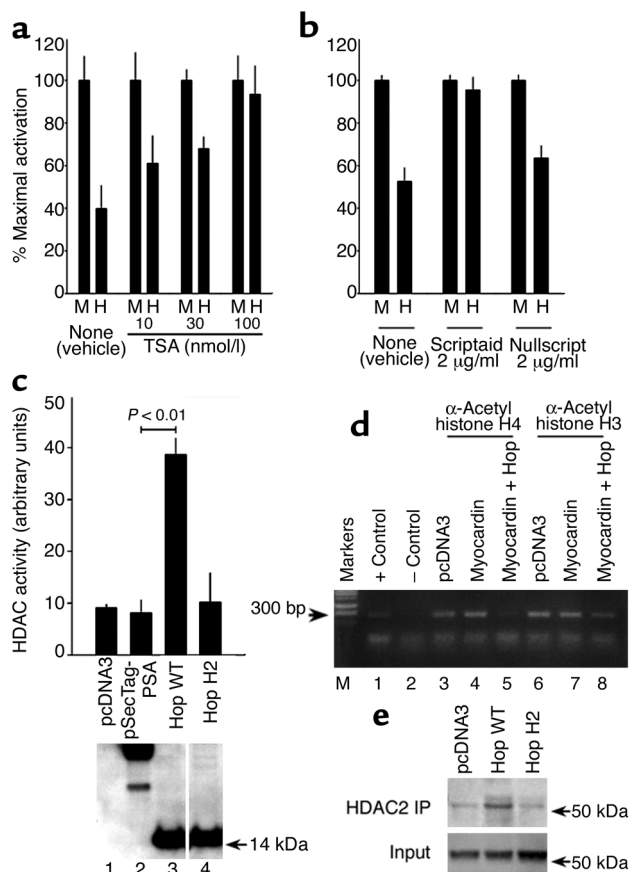 a
% Maximal activation
120
100
80
60
40
20
0
M H M H M H M H
None
(vehicle)
10 30 100
TSA (nmol/l)
b
120
100
80
60
40
20
0
M H M H M H
None
(vehicle)
Scriptaid
2 μg/ml
Nullscript
2 μg/ml
c
HDAC activity (arbitrary units)
50
40
30
20
10
0
P < 0.01
pcDNA3
pSecTag-
PSA
Hop WT
Hop H2
14 kDa
1 2 3 4
d
α-Acetyl
histone H4
α-Acetyl
histone H3
Markers
+ Control
– Control
pcDNA3
Myocardin
Myocardin + Hop
pcDNA3
Myocardin
Myocardin + Hop
300 bp
M 1 2 3 4 5 6 7 8
e
pcDNA3
Hop WT
Hop H2
HDAC2 IP
50 kDa
Input
50 kDa